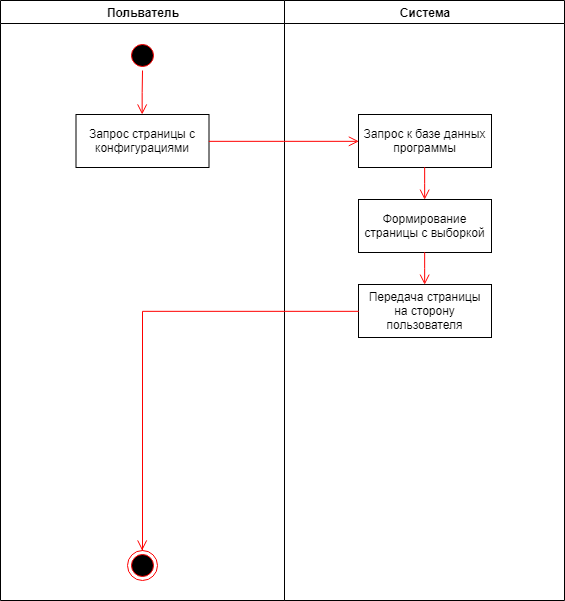 Польватель
Система
Запрос страницы с
конфигурациями
Запрос к базе данных
программы
Формирование
страницы с выборкой
Передача страницы
на сторону
пользователя